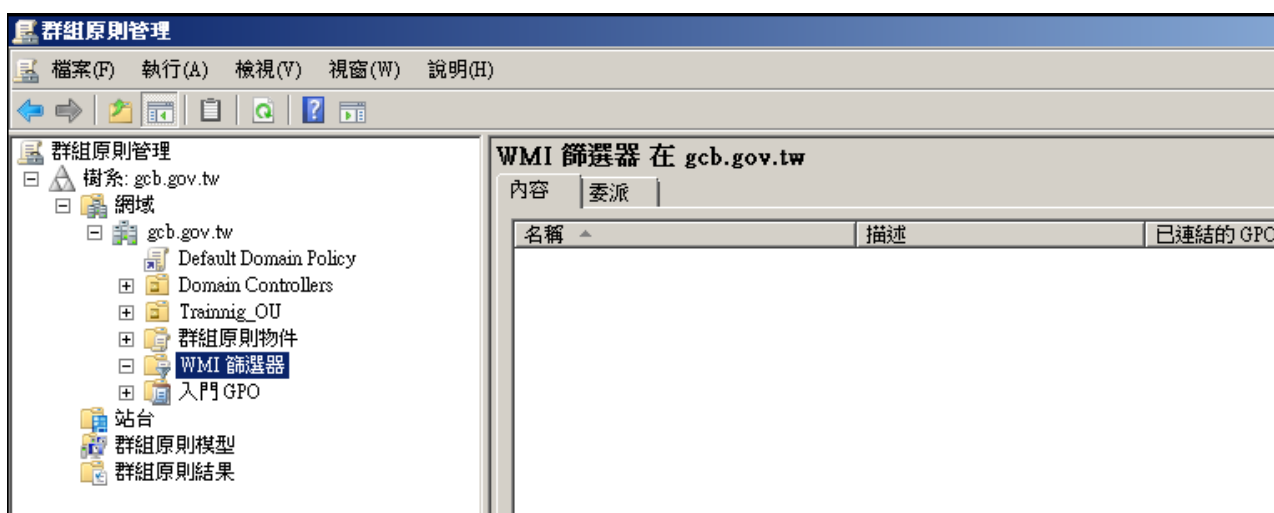 群組原則管理
檔案(F) 執行(A) 檢視(V) 視窗(W) 說明(H)
群組原則管理
樹系: gcb.gov.tw
網域
gcb.gov.tw
Default Domain Policy
Domain Controllers
Trainnig_OU
群組原則物件
WMI 篩選器
入門 GPO
站台
群組原則模型
群組原則結果
WMI 篩選器 在 gcb.gov.tw
內容 委派
名稱 描述 已連結的 GPO